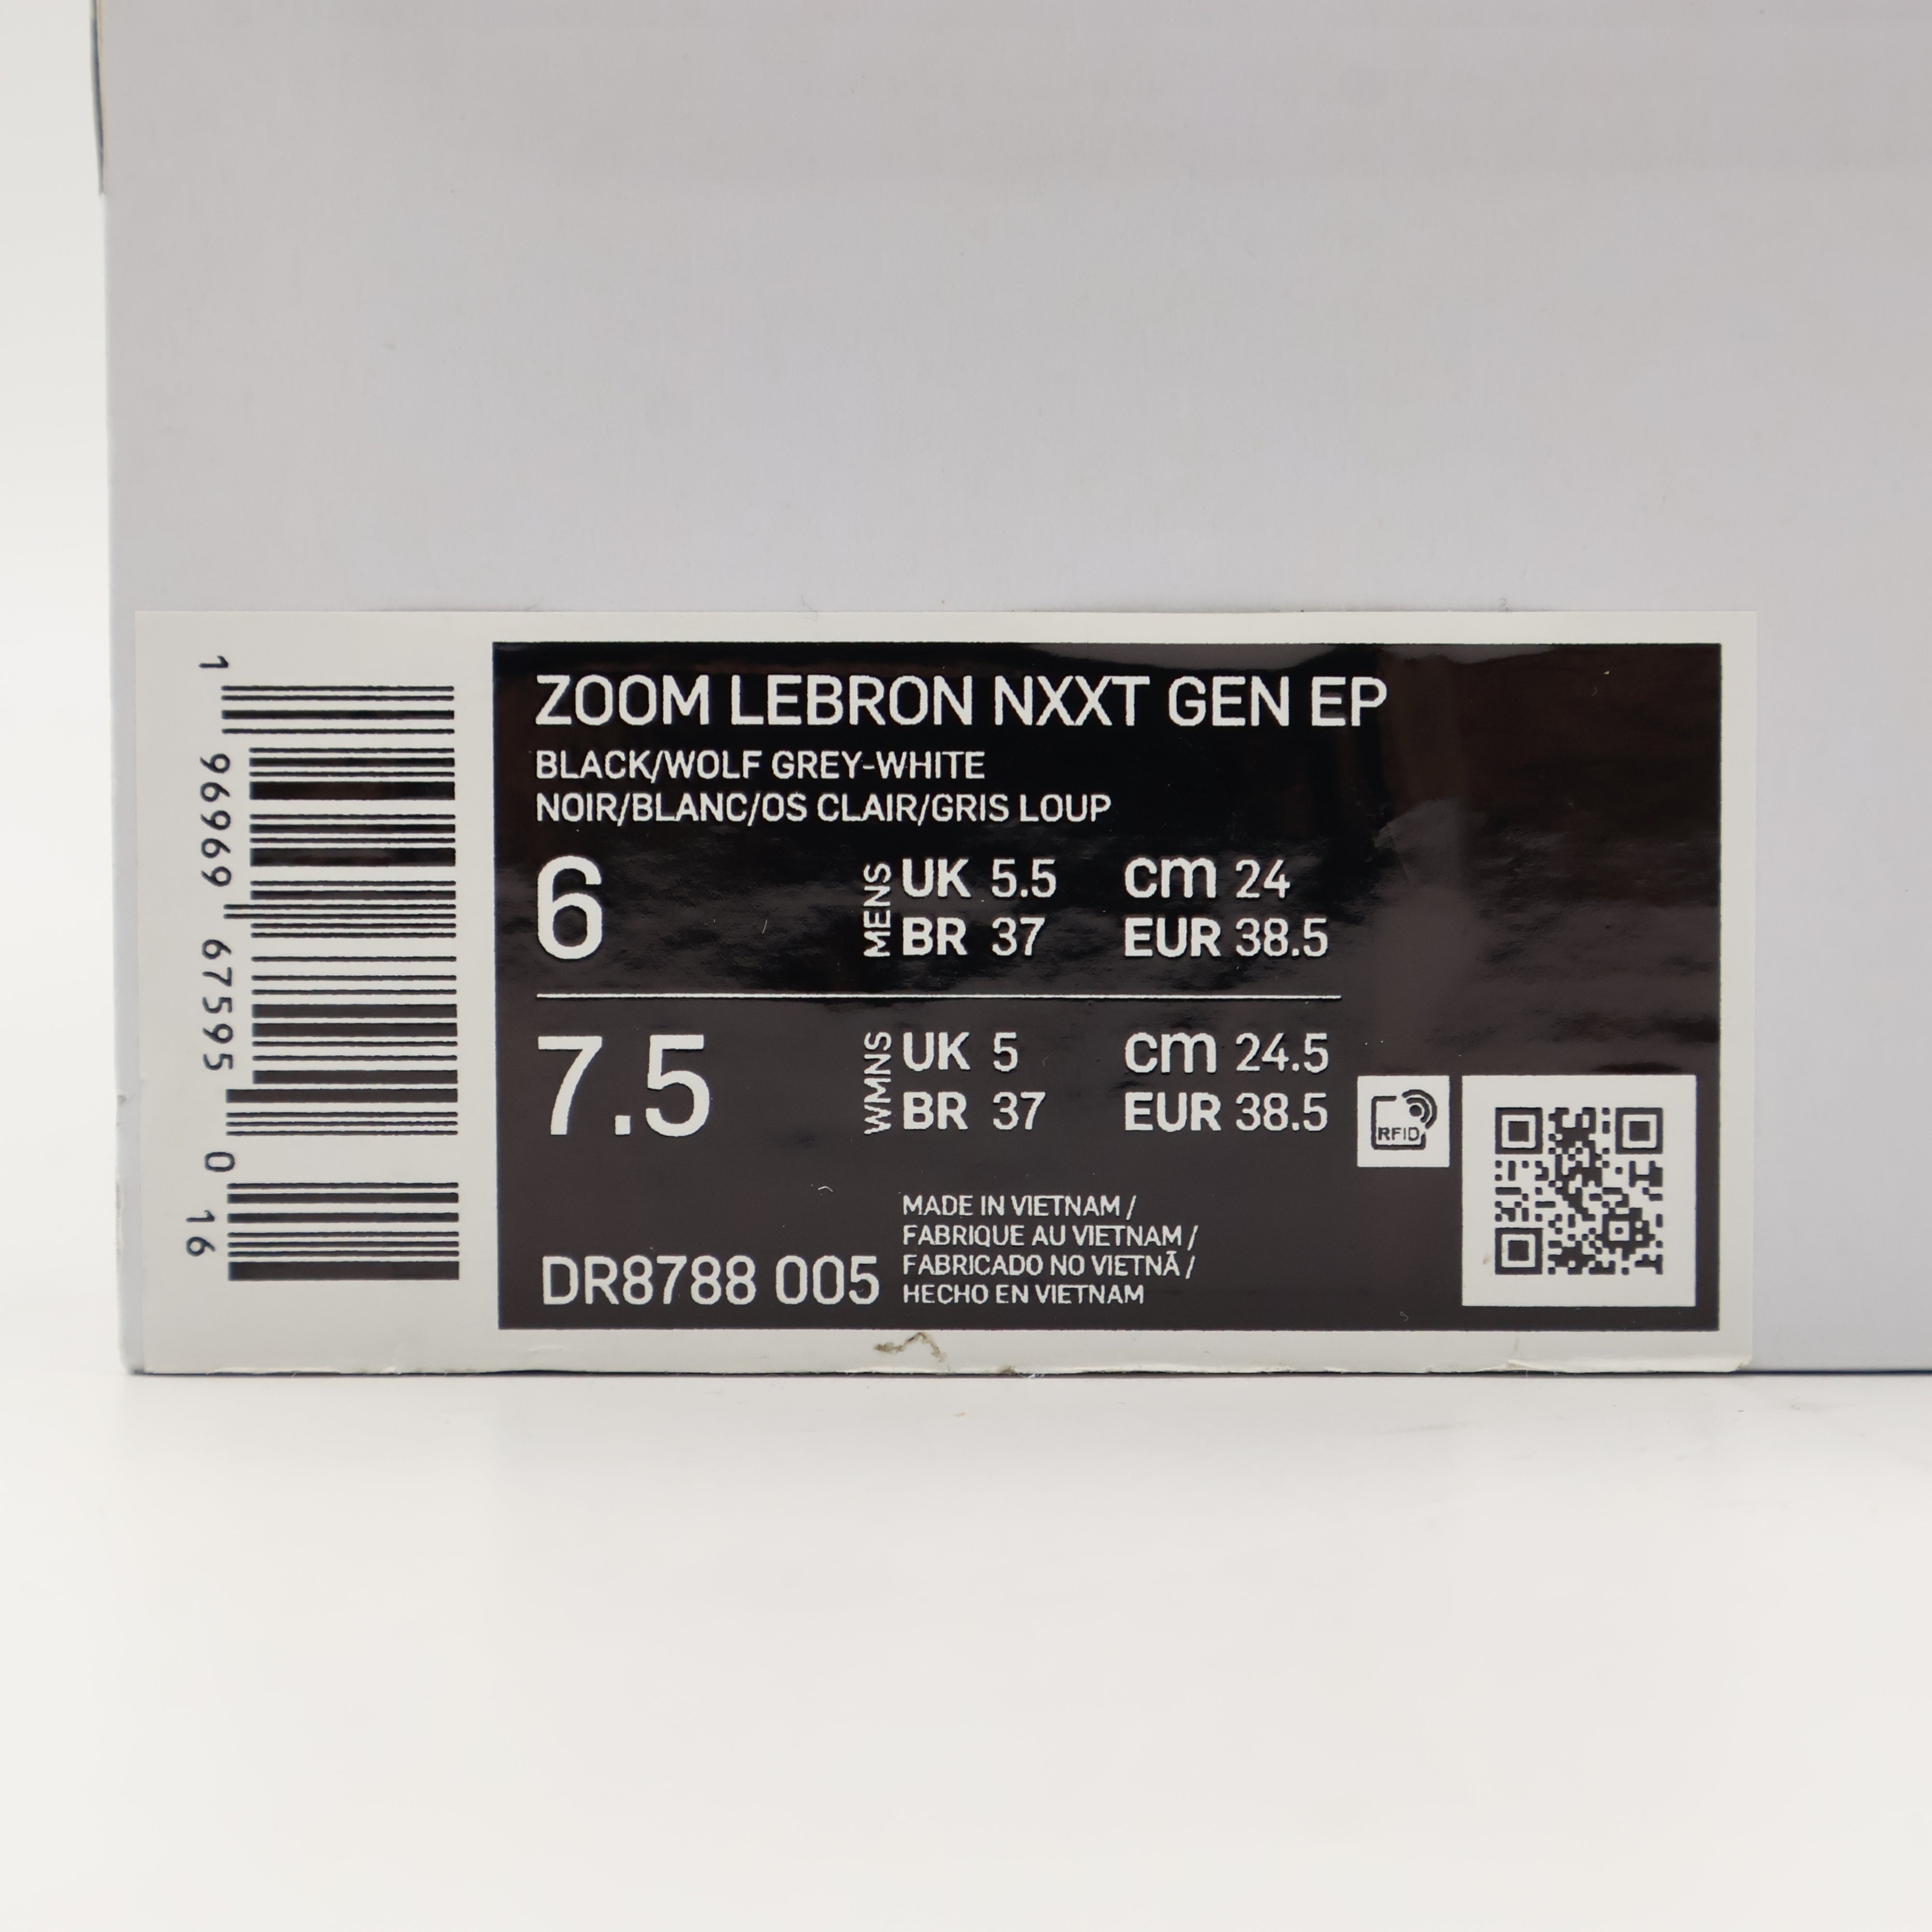 1 96969 67595 0 16
ZOOM LEBRON NXXT GEN EP
BLACK/WOLF GREY-WHITE
NOIR/BLANC/OS CLAIR/GRIS LOUP
6 MENS UK 5.5 cm 24
BR 37 EUR 38.5
7.5 WMNS UK 5 cm 24.5
BR 37 EUR 38.5
RFID
MADE IN VIETNAM /
FABRIQUE AU VIETNAM /
FABRICADO NO VIETNÃ /
HECHO EN VIETNAM
DR8788 005